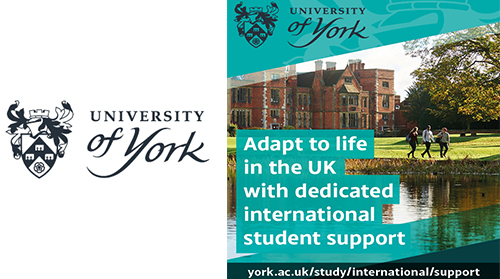 UNIVERSITY
of York
UNIVERSITY
of York
Adapt to life
in the UK
with dedicated
international
student support
york.ac.uk/study/international/support